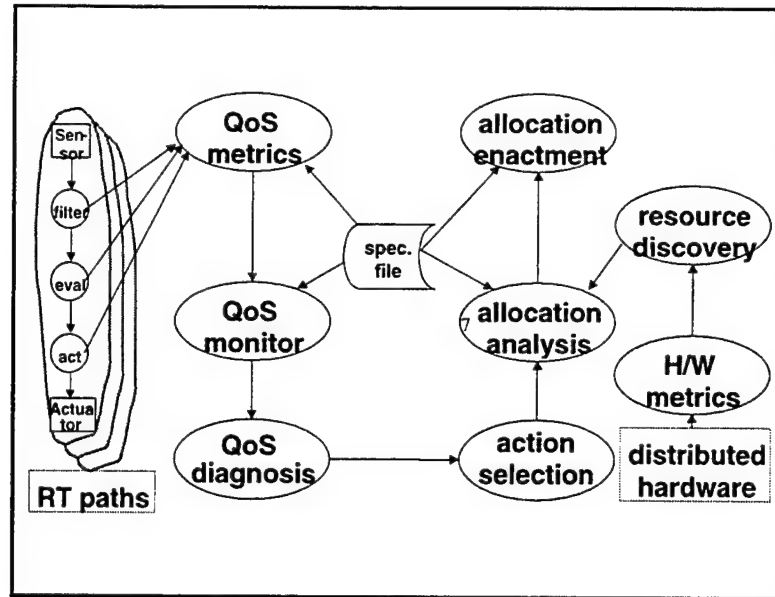 Sen-
sor
filter
eval
act
Actua
tor
RT paths
QoS
metrics
QoS
monitor
QoS
diagnosis
spec.
file
allocation
enactment
allocation
analysis
action
selection
resource
discovery
H/W
metrics
distributed
hardware